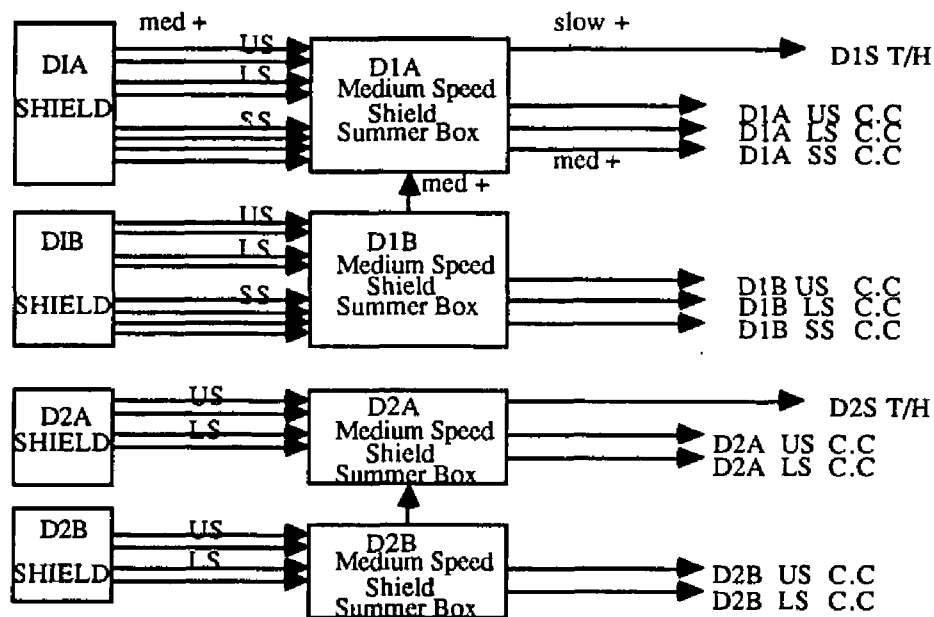 med +
slow +
DIA
SHIELD
US
LS
SS
D1A
Medium Speed
Shield
Summer Box
D1S T/H
D1A US C.C
D1A LS C.C
D1A SS C.C
med +
med +
DIB
SHIELD
US
LS
SS
D1B
Medium Speed
Shield
Summer Box
D1B US C.C
D1B LS C.C
D1B SS C.C
D2A
SHIELD
US
LS
D2A
Medium Speed
Shield
Summer Box
D2S T/H
D2A US C.C
D2A LS C.C
D2B
SHIELD
US
LS
D2B
Medium Speed
Shield
Summer Box
D2B US C.C
D2B LS C.C